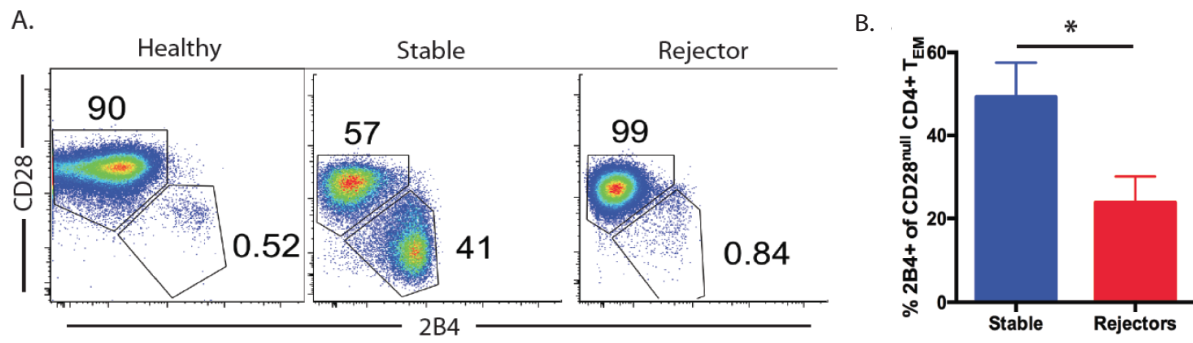 A.
Healthy
Stable
Rejector
90
0.52
57
41
99
0.84
CD28
2B4
B.
*
% 2B4+ of CD28null CD4+ TEM
60
40
20
0
Stable
Rejectors